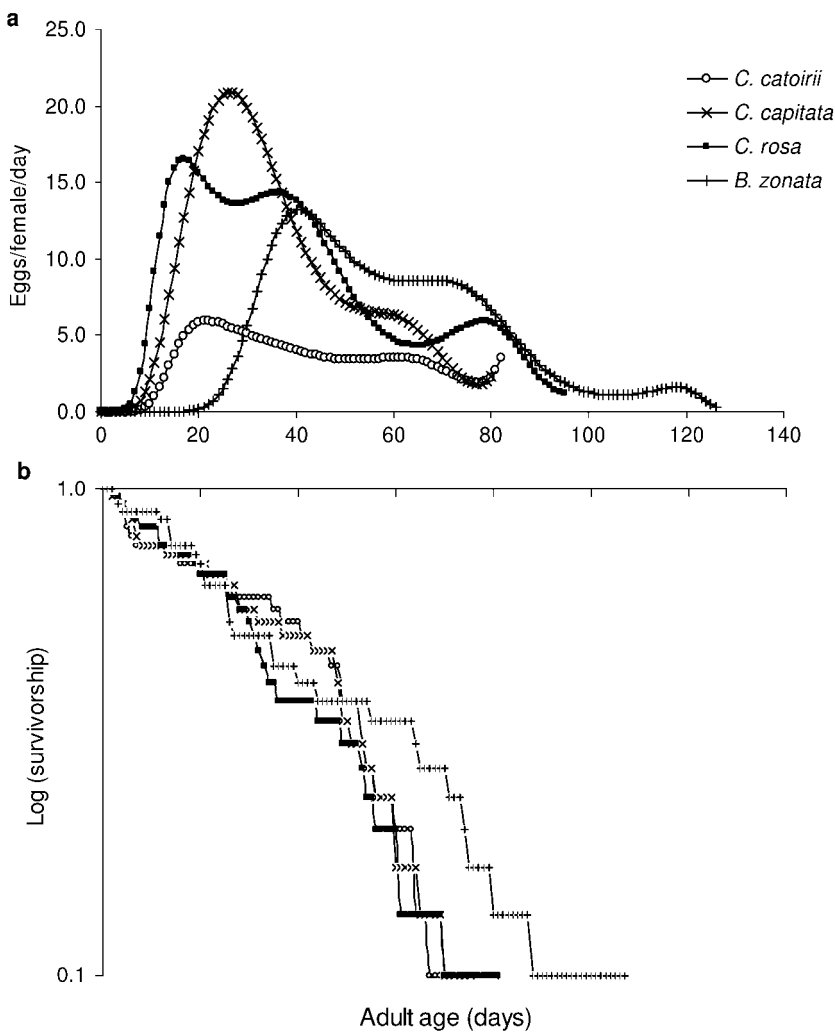 a
25.0
20.0
15.0
10.0
5.0
0.0
Eggs/female/day
C. catoirii
C. capitata
C. rosa
B. zonata
0 20 40 60 80 100 120 140
b
1.0
0.1
Log (survivorship)
Adult age (days)